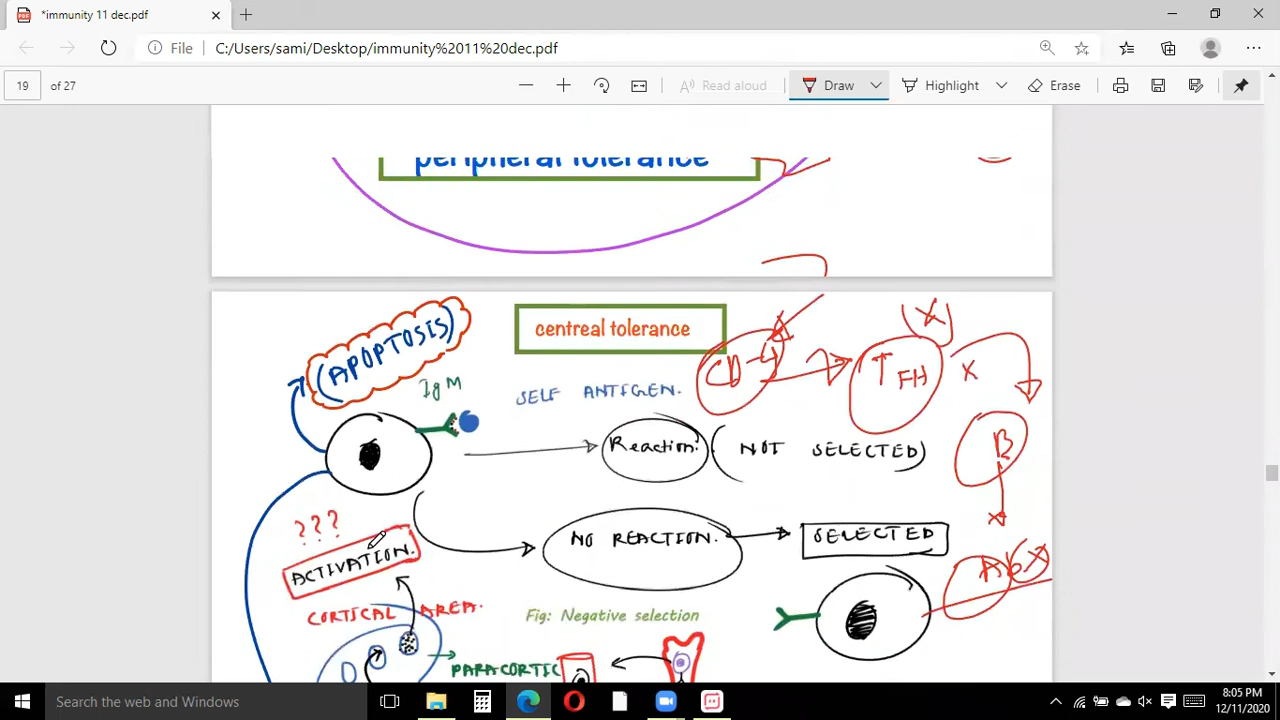 *immunity 11 dec.pdf
File
C:/Users/sami/Desktop/immunity%2011%20dec.pdf
19 of 27
Read aloud
Draw
Highlight
Erase
peripheral tolerance
centreal tolerance
(APOPTOSIS)
IgM
SELF ANTIGEN.
CD-4
TFH
X
X
B
Reaction!
(NOT SELECTED)
???
ACTIVATION.
NO REACTION.
SELECTED
Ab
X
CORTICAL AREA.
Fig: Negative selection
PARACORTIC
Search the web and Windows
8:05 PM
12/11/2020